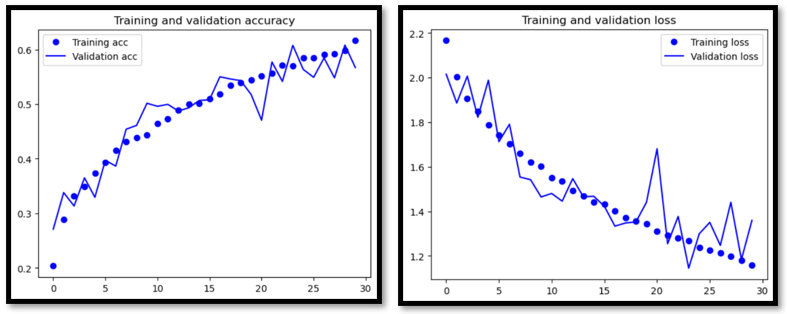 Training and validation accuracy
Training acc
Validation acc
0.6
0.5
0.4
0.3
0.2
0 5 10 15 20 25 30
Training and validation loss
Training loss
Validation loss
2.2
2.0
1.8
1.6
1.4
1.2
0 5 10 15 20 25 30